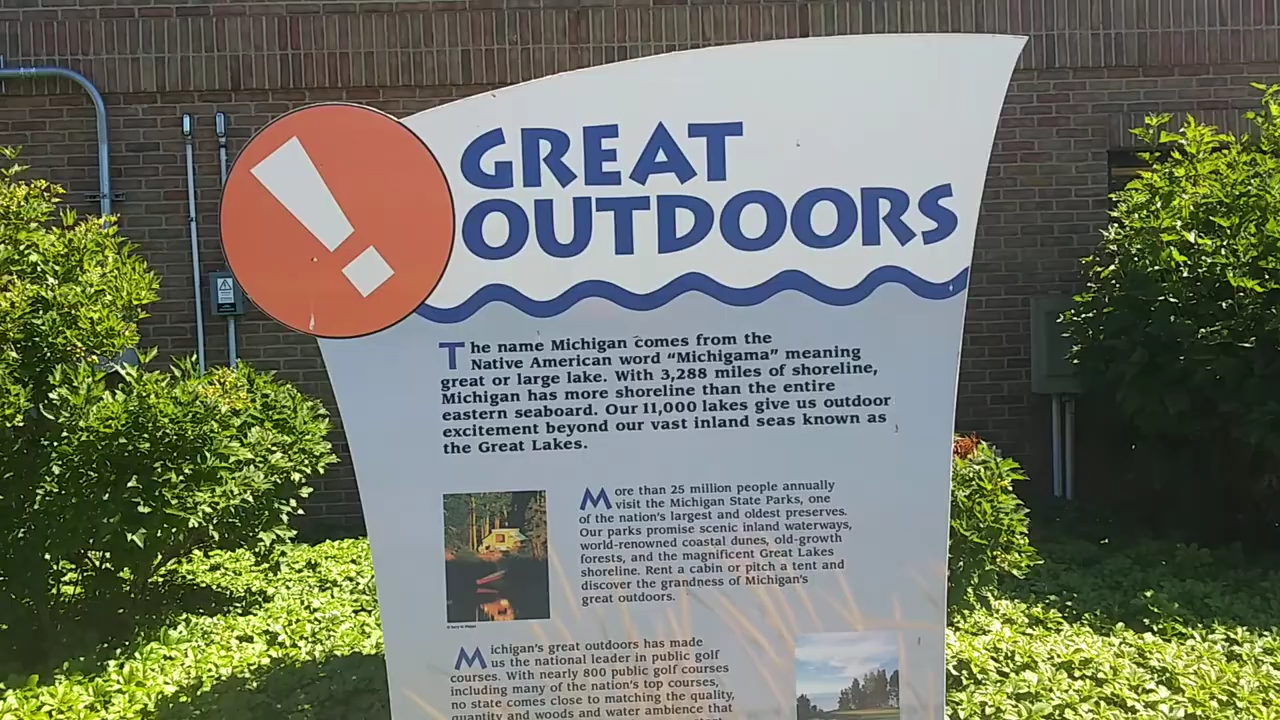 !
GREAT
OUTDOORS
The name Michigan comes from the
Native American word “Michigama” meaning
great or large lake. With 3,288 miles of shoreline,
Michigan has more shoreline than the entire
eastern seaboard. Our 11,000 lakes give us outdoor
excitement beyond our vast inland seas known as
the Great Lakes.
More than 25 million people annually
visit the Michigan State Parks, one
of the nation's largest and oldest preserves.
Our parks promise scenic inland waterways,
world-renowned coastal dunes, old-growth
forests, and the magnificent Great Lakes
shoreline. Rent a cabin or pitch a tent and
discover the grandness of Michigan's
great outdoors.
Michigan's great outdoors has made
us the national leader in public golf
courses. With nearly 800 public golf courses
including many of the nation's top courses,
no state comes close to matching the quality,
quantity and woods and water ambience that